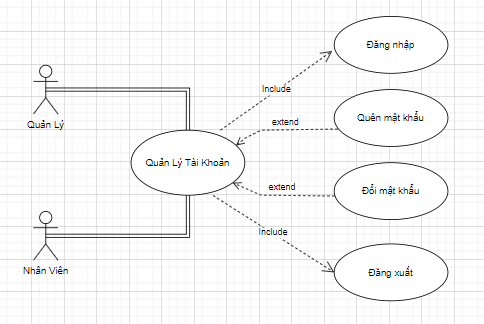 Đăng nhập
Include
Quản Lý
Quên mật khẩu
extend
Quản Lý Tài Khoản
Đổi mật khẩu
extend
Include
Nhân Viên
Đăng xuất